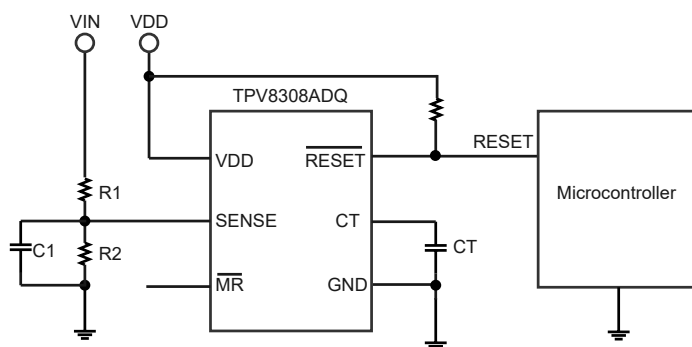 VIN VDD
TPV8308ADQ
VDD RESET RESET
R1 Microcontroller
SENSE CT
C1 R2 CT
MR GND